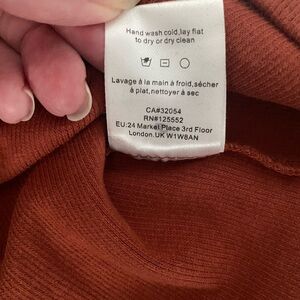 Hand wash cold,lay flat
to dry or dry clean
Lavage à la main à froid,sécher
à plat,nettoyer à sec
CA#32054
RN#125552
EU:24 Market Place 3rd Floor
London.UK W1W8AN